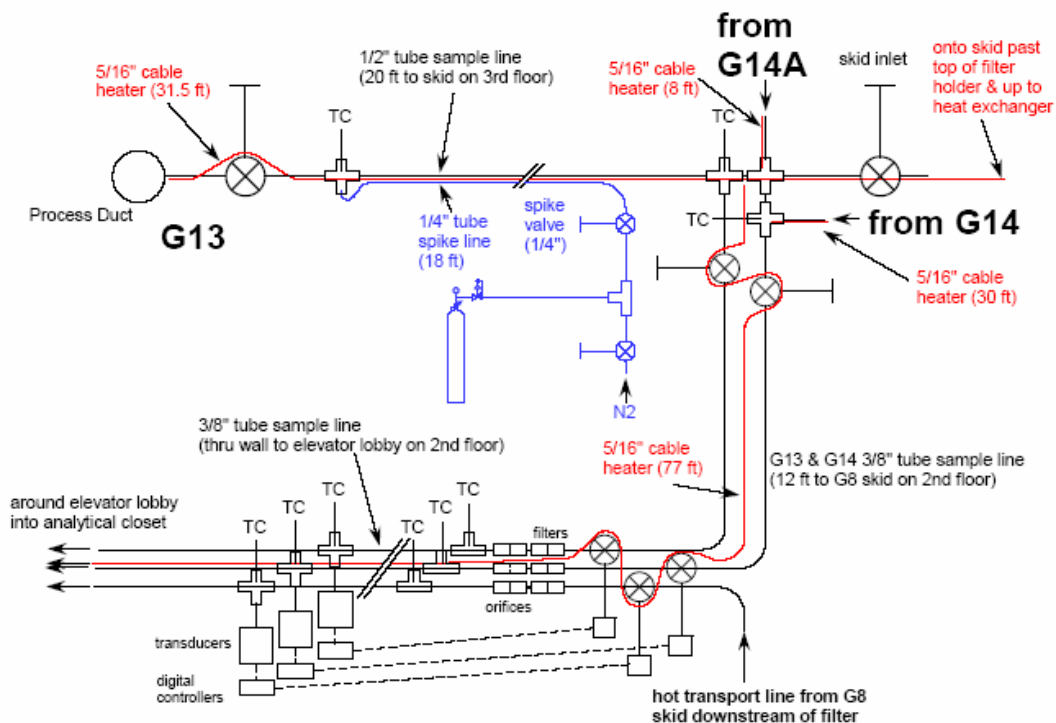 from
G14A
5/16" cable
heater (31.5 ft)
1/2" tube sample line
(20 ft to skid on 3rd floor)
5/16" cable
heater (8 ft)
skid inlet
onto skid past
top of filter
holder & up to
heat exchanger
TC
TC
Process Duct
G13
1/4" tube
spike line
(18 ft)
spike
valve
(1/4")
TC
from G14
5/16" cable
heater (30 ft)
N2
3/8" tube sample line
(thru wall to elevator lobby on 2nd floor)
5/16" cable
heater (77 ft)
G13 & G14 3/8" tube sample line
(12 ft to G8 skid on 2nd floor)
around elevator lobby
into analytical closet
TC
TC
TC
TC
TC
TC
filters
orifices
transducers
digital
controllers
hot transport line from G8
skid downstream of filter